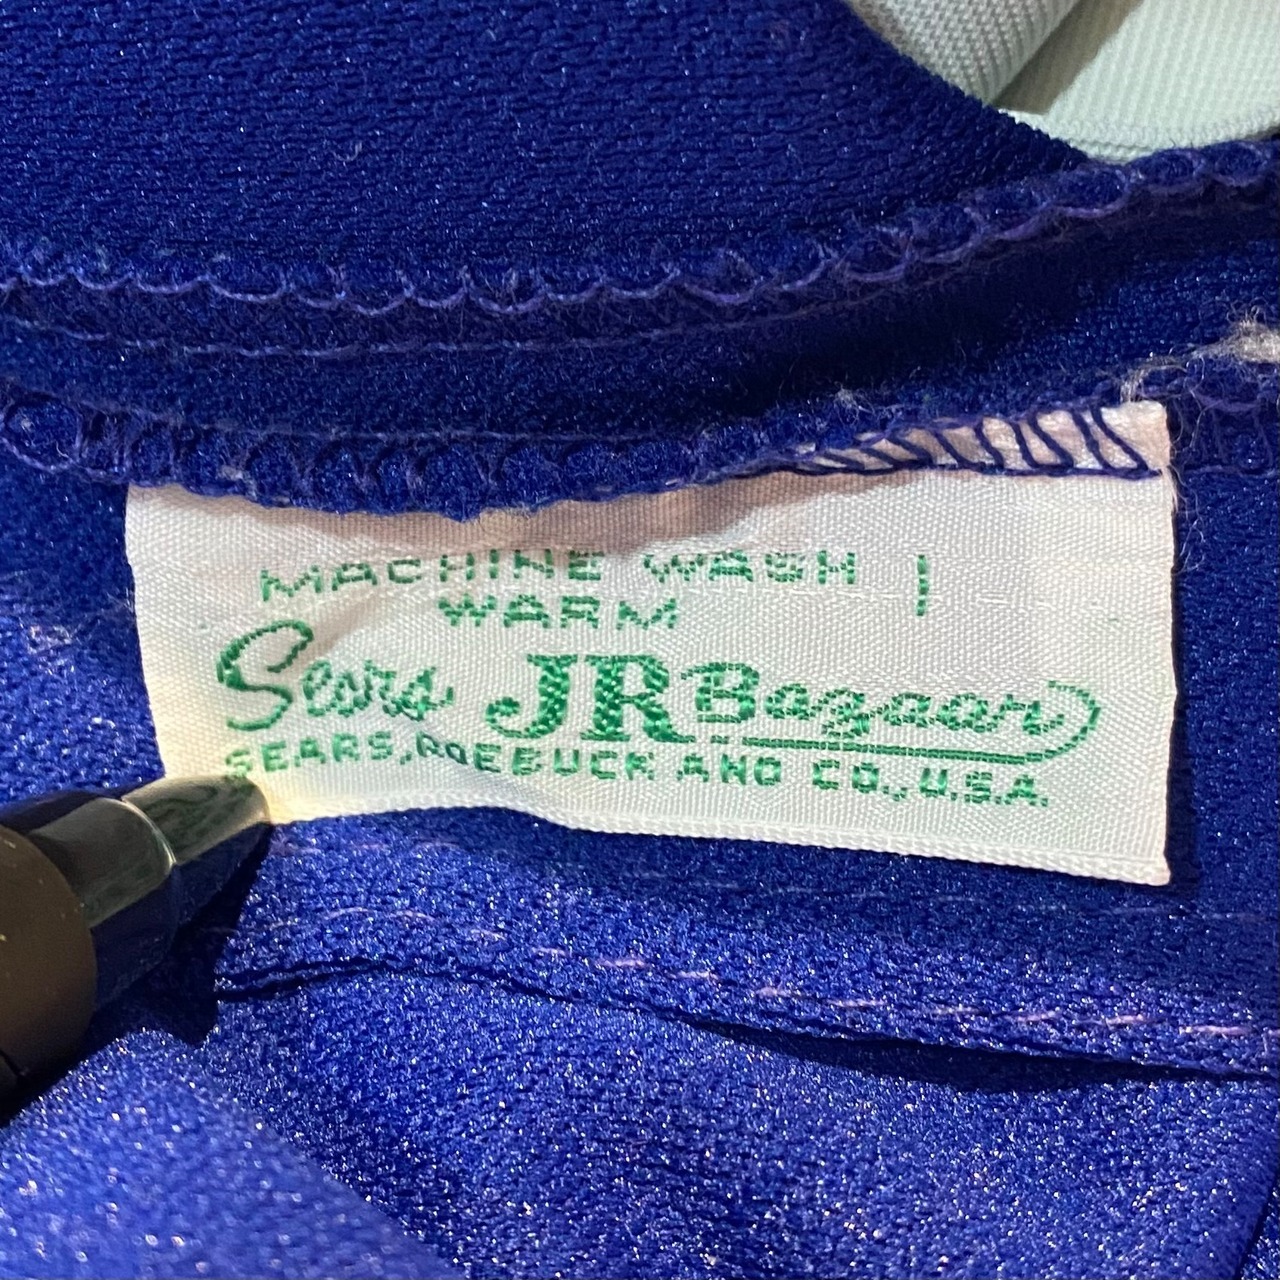 MACHINE WASH
WARM
Sears JR Bazaar
SEARS, ROEBUCK AND CO., U.S.A.